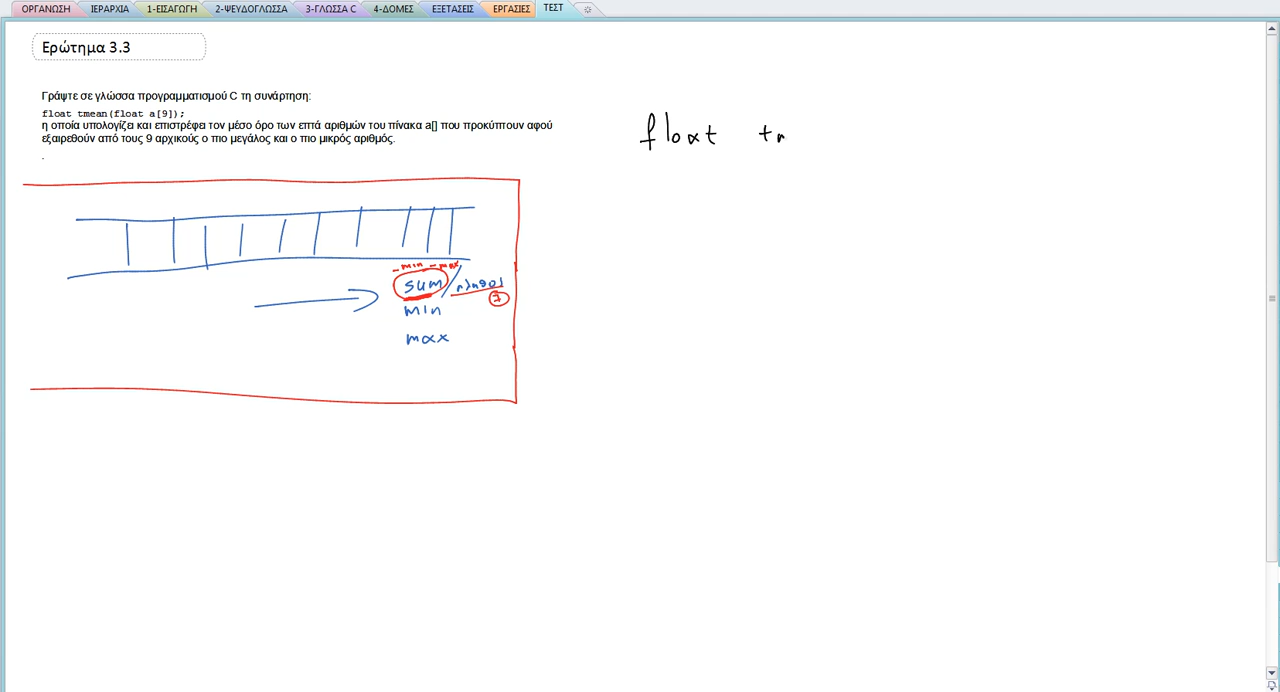 ΟΡΓΑΝΩΣΗ ΙΕΡΑΡΧΙΑ 1-ΕΙΣΑΓΩΓΗ 2-ΨΕΥΔΟΓΛΩΣΣΑ 3-ΓΛΩΣΣΑ C 4-ΔΟΜΕΣ ΕΞΕΤΑΣΕΙΣ ΕΡΓΑΣΙΕΣ ΤΕΣΤ
Ερώτημα 3.3
Γράψτε σε γλώσσα προγραμματισμού C τη συνάρτηση:
float tmean(float a[9]);
η οποία υπολογίζει και επιστρέφει τον μέσο όρο των επτά αριθμών του πίνακα a[] που προκύπτουν αφού
εξαιρεθούν από τους 9 αρχικούς ο πιο μεγάλος και ο πιο μικρός αριθμός.
.
float tm
-min -max
sum/πλήθος
7
min
max